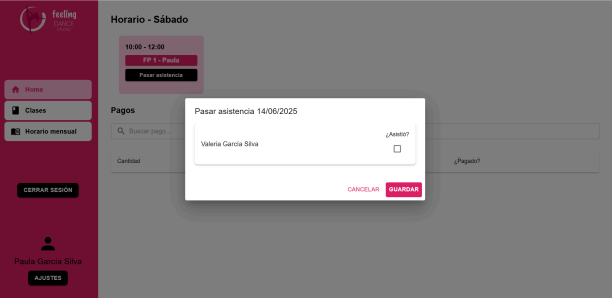 feeling
DANCE
Horario - Sábado
10:00 - 12:00
FP 1 - Paula
Pasar asistencia
Home
Clases
Horario mensual
Pagos
Buscar pago...
Cantidad
¿Pagado?
Pasar asistencia 14/06/2025
¿Asistió?
Valeria García Silva
CANCELAR
GUARDAR
CERRAR SESIÓN
Paula García Silva
AJUSTES